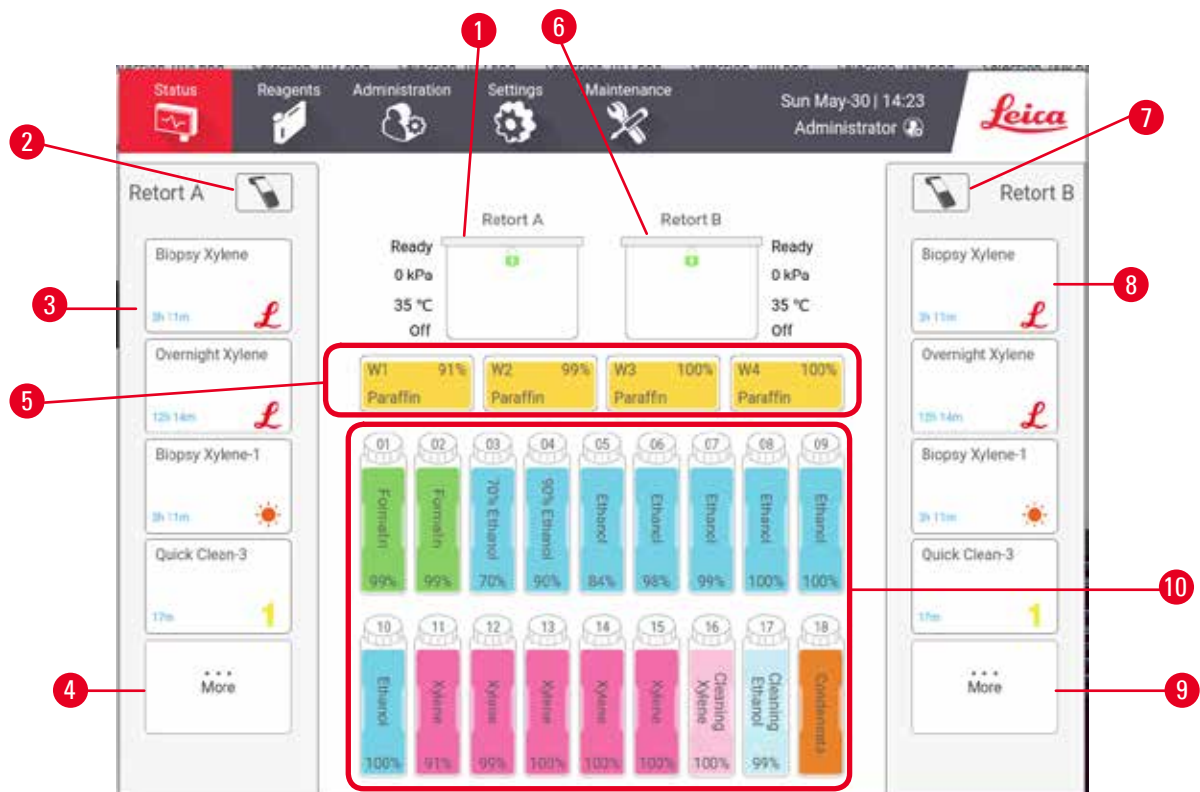 1
6
Status
Reagents
Administration
Settings
Maintenance
Sun May-30 | 14:23
Administrator
Leica
2
7
Retort A
Retort B
Retort A
Retort B
Biopsy Xylene
3h 11m
Ready
0 kPa
35 °C
Off
Ready
0 kPa
35 °C
Off
Biopsy Xylene
3h 11m
3
8
Overnight Xylene
12h 14m
5
W1 91%
Paraffin
W2 99%
Paraffin
W3 100%
Paraffin
W4 100%
Paraffin
Overnight Xylene
12h 14m
Biopsy Xylene-1
3h 11m
Biopsy Xylene-1
3h 11m
01
Formalin
99%
02
Formalin
99%
03
70% Ethanol
70%
04
90% Ethanol
90%
05
Ethanol
84%
06
Ethanol
98%
07
Ethanol
99%
08
Ethanol
100%
09
Ethanol
100%
Quick Clean-3
17m
1
Quick Clean-3
17m
1
10
10
Ethanol
100%
11
Xylene
91%
12
Xylene
99%
13
Xylene
100%
14
Xylene
100%
15
Xylene
100%
16
Cleaning
Xylene
100%
17
Cleaning
Ethanol
99%
18
Condensate
4
...
More
...
More
9